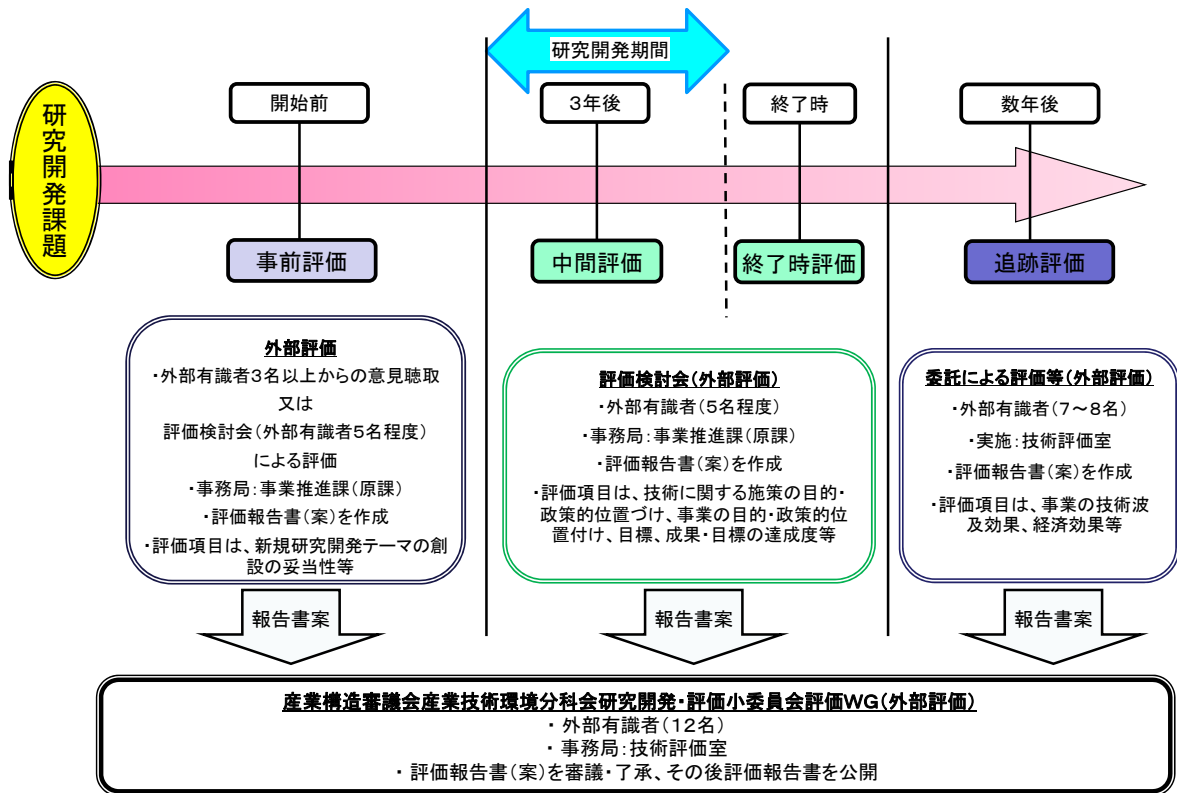 研究開発期間
研究開発課題
開始前
3年後
終了時
数年後
事前評価
中間評価
終了時評価
追跡評価
外部評価
・外部有識者3名以上からの意見聴取
又は
評価検討会(外部有識者5名程度)
による評価
・事務局:事業推進課(原課)
・評価報告書(案)を作成
・評価項目は、新規研究開発テーマの創
設の妥当性等
評価検討会(外部評価)
・外部有識者(5名程度)
・事務局:事業推進課(原課)
・評価報告書(案)を作成
・評価項目は、技術に関する施策の目的・
政策的位置づけ、事業の目的・政策的位
置付け、目標、成果・目標の達成度等
委託による評価等(外部評価)
・外部有識者(7~8名)
・実施:技術評価室
・評価報告書(案)を作成
・評価項目は、事業の技術波
及効果、経済効果等
報告書案
報告書案
報告書案
産業構造審議会産業技術環境分科会研究開発・評価小委員会評価WG(外部評価)
・ 外部有識者(12名)
・ 事務局:技術評価室
・ 評価報告書(案)を審議・了承、その後評価報告書を公開